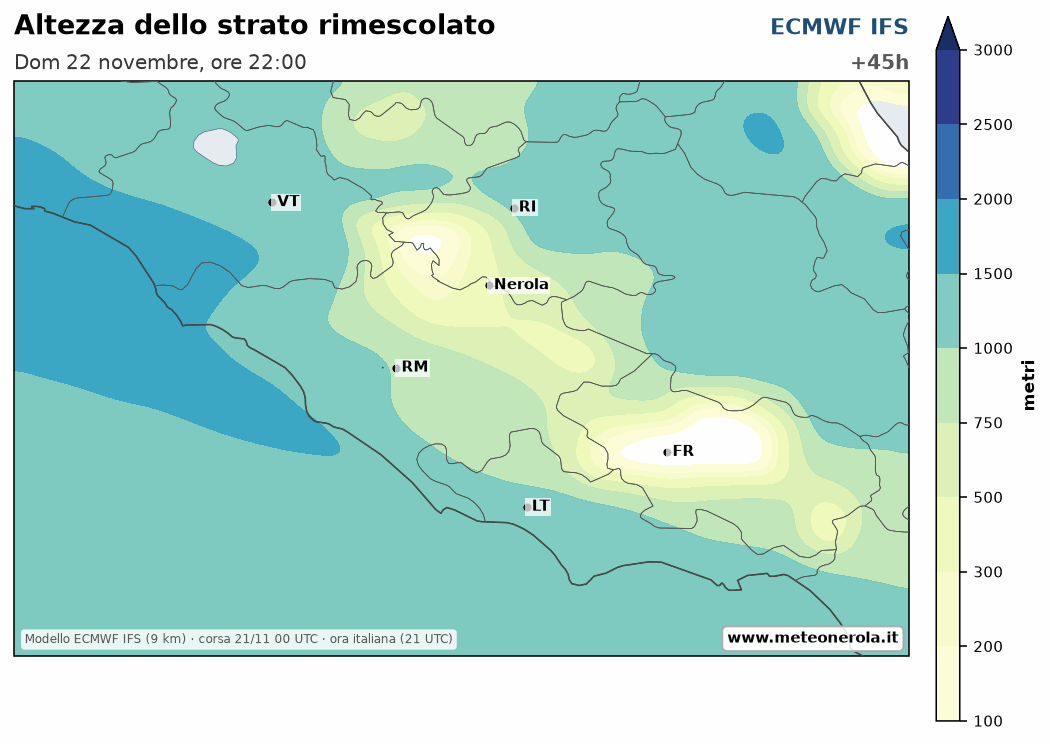 Altezza dello strato rimescolato
ECMWF IFS
Dom 22 novembre, ore 22:00
+45h
VT
RI
Nerola
RM
FR
LT
3000
2500
2000
1500
1000
750
500
300
200
100
metri
Modello ECMWF IFS (9 km) · corsa 21/11 00 UTC · ora italiana (21 UTC)
www.meteonerola.it